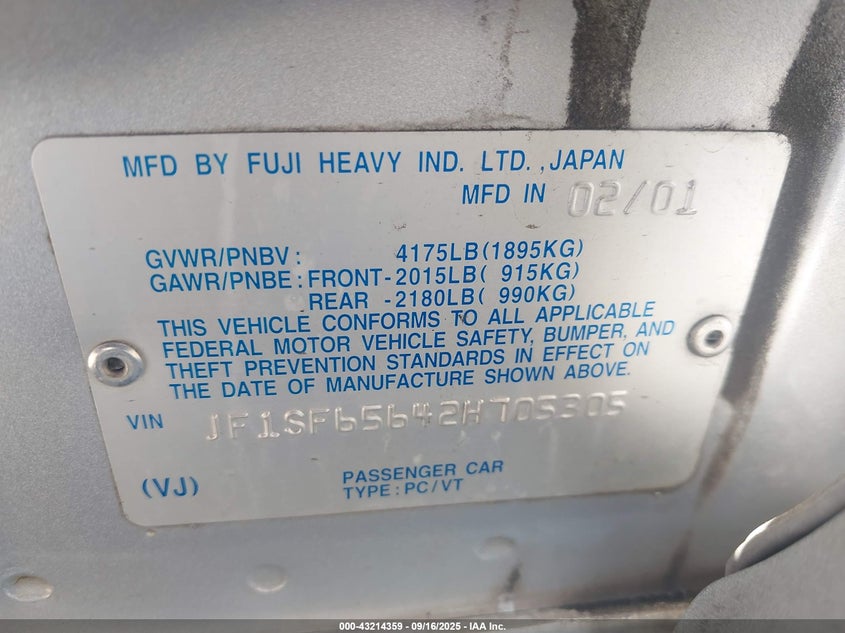 MFD BY FUJI HEAVY IND. LTD., JAPAN
MFD IN 02/01
GVWR/PNBV: 4175LB(1895KG)
GAWR/PNBE: FRONT-2015LB( 915KG)
REAR -2180LB( 990KG)
THIS VEHICLE CONFORMS TO ALL APPLICABLE
FEDERAL MOTOR VEHICLE SAFETY, BUMPER, AND
THEFT PREVENTION STANDARDS IN EFFECT ON
THE DATE OF MANUFACTURE SHOWN ABOVE.
VIN JF1SF65642H705305
(VJ) PASSENGER CAR
TYPE: PC/VT
000-43214359 - 09/16/2025 - IAA Inc.